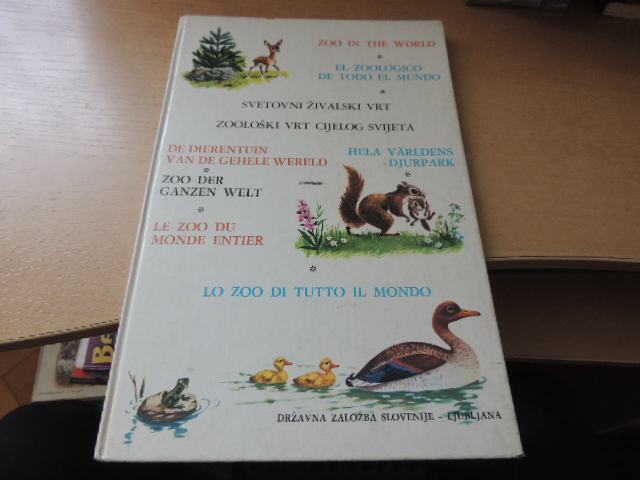 ZOO IN THE WORLD
*
EL ZOOLÓGICO
DE TODO EL MUNDO
*
SVETOVNI ŽIVALSKI VRT
ZOOLOŠKI VRT CIJELOG SVIJETA
DE DIERENTUIN
VAN DE GEHELE WERELD
*
HELA VÄRLDENS
DJURPARK
*
ZOO DER
GANZEN WELT
*
LE ZOO DU
MONDE ENTIER
*
LO ZOO DI TUTTO IL MONDO
DRŽAVNA ZALOŽBA SLOVENIJE - LJUBLJANA